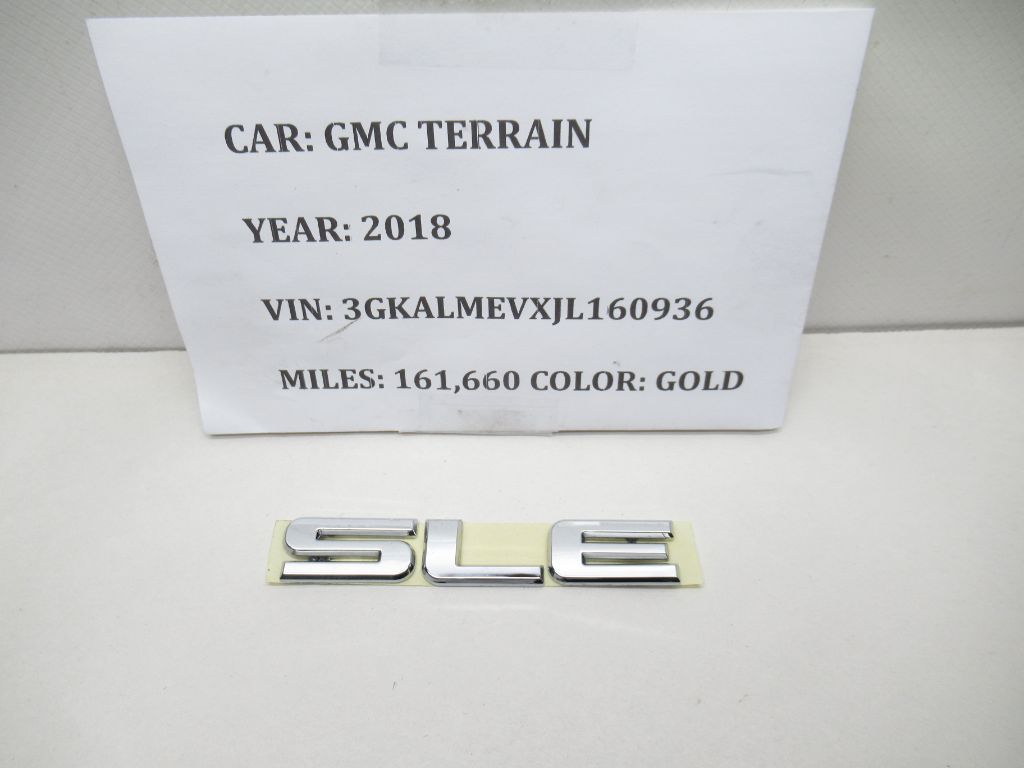 CAR: GMC TERRAIN
YEAR: 2018
VIN: 3GKALMEVXJL160936
MILES: 161,660 COLOR: GOLD
SLE